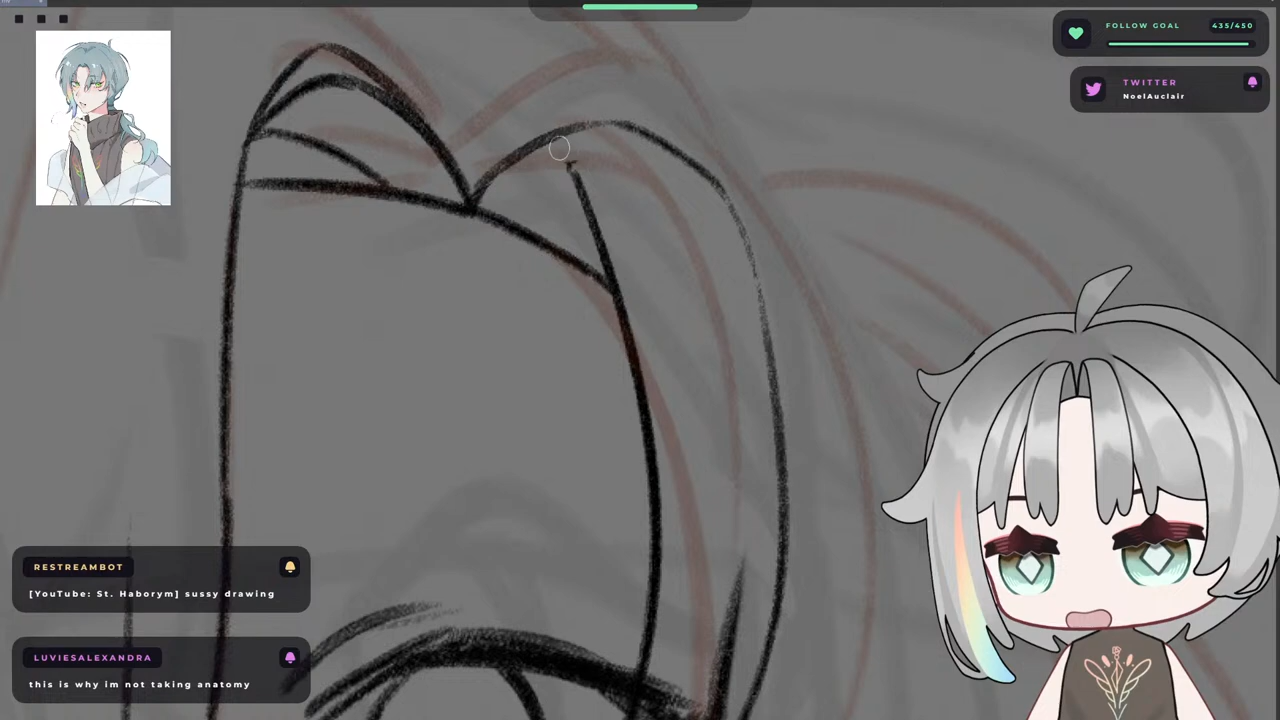 FOLLOW GOAL 435/450
TWITTER
NoelAuclair
RESTREAMBOT
[YouTube: St. Haborym] sussy drawing
LUVIESALEXANDRA
this is why im not taking anatomy